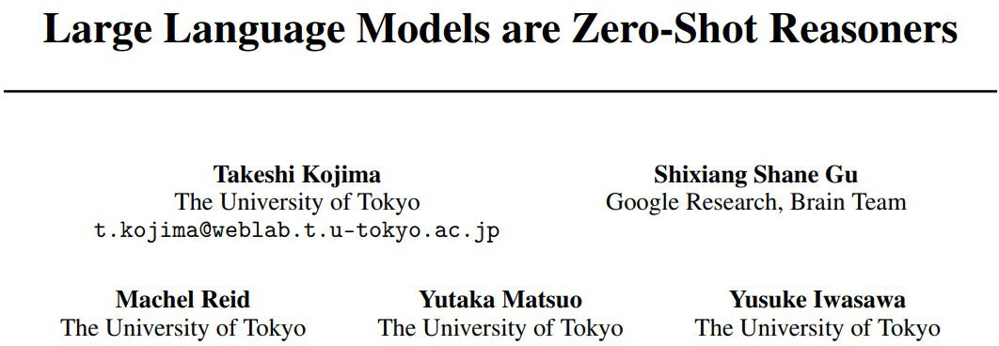 Large Language Models are Zero-Shot Reasoners
Takeshi Kojima
The University of Tokyo
t.kojima@weblab.t.u-tokyo.ac.jp
Shixiang Shane Gu
Google Research, Brain Team
Machel Reid
The University of Tokyo
Yutaka Matsuo
The University of Tokyo
Yusuke Iwasawa
The University of Tokyo